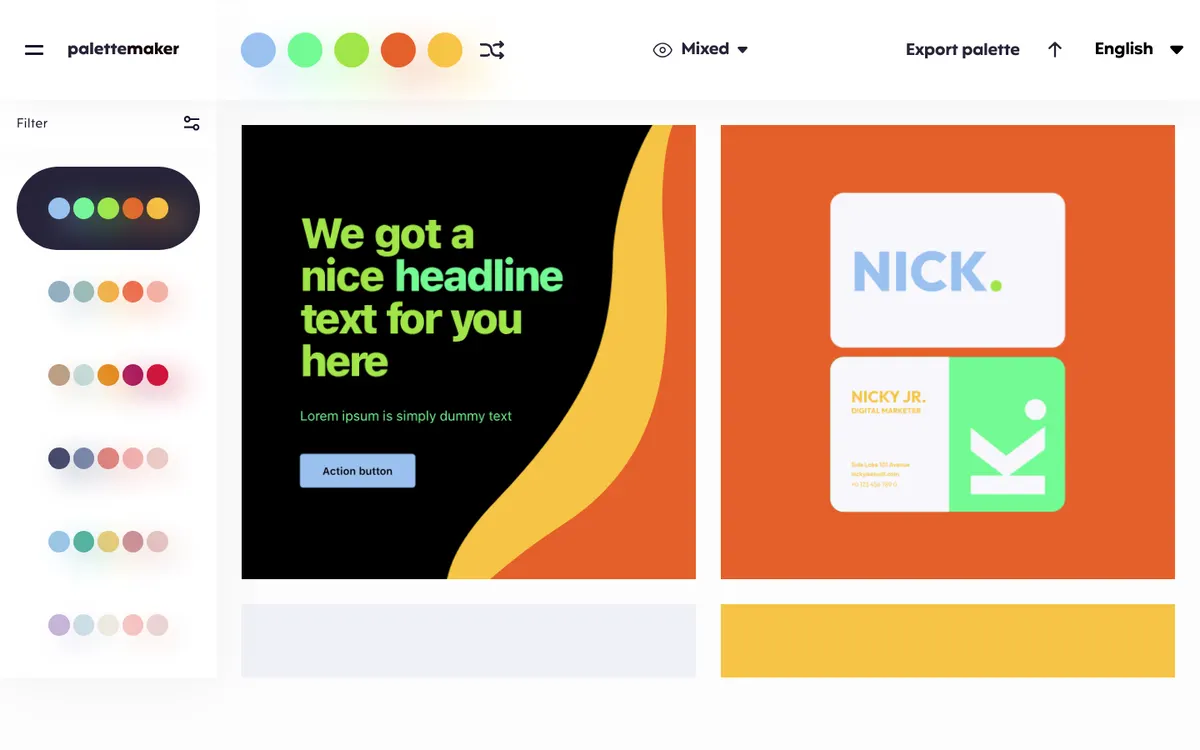 palettemaker
Mixed
Export palette
English
Filter
We got a
nice headline
text for you
here
Lorem ipsum is simply dummy text
Action button
NICK.
NICKY JR.
DIGITAL MARKETER